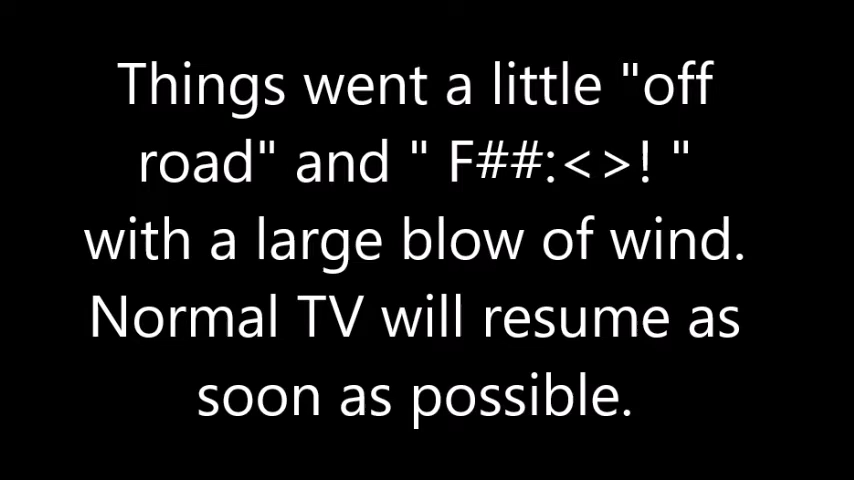 Things went a little "off
road" and " F##:<>! "
with a large blow of wind.
Normal TV will resume as
soon as possible.